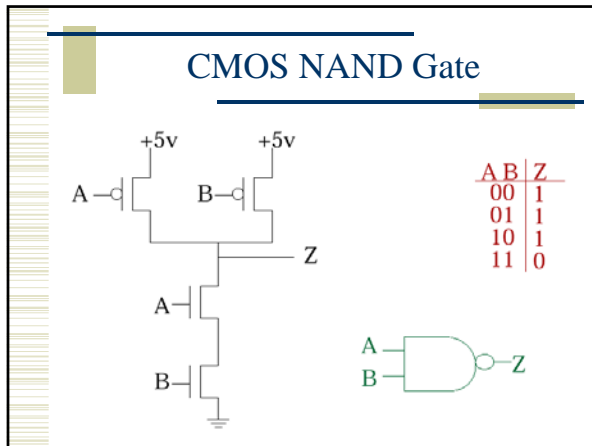 CMOS NAND Gate
+5v +5v
A B
Z
A
B
A B Z
00 1
01 1
10 1
11 0
A
B
Z